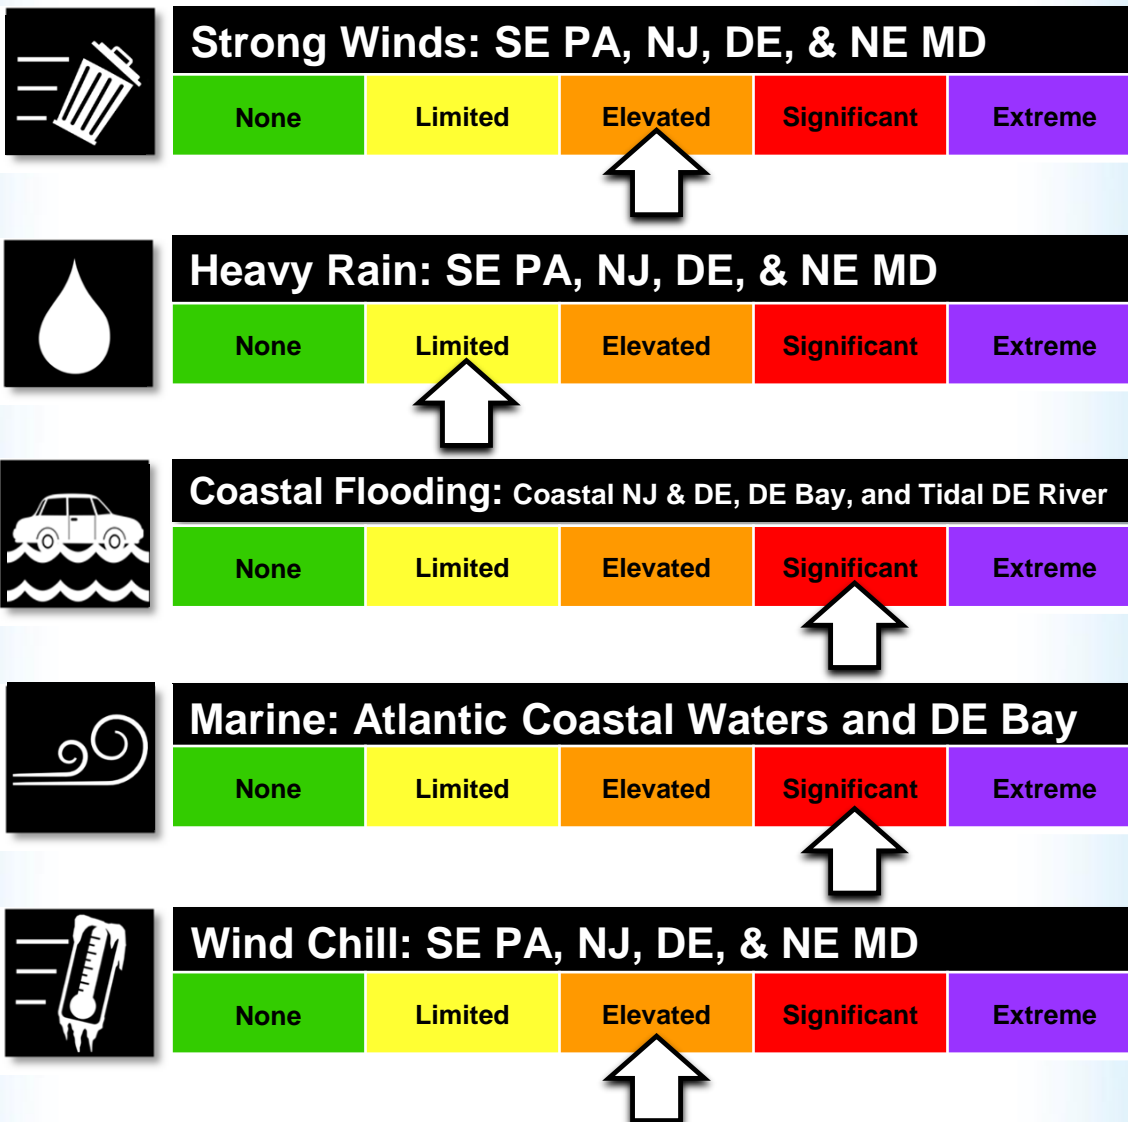 Strong Winds: SE PA, NJ, DE, & NE MD
None Limited Elevated Significant Extreme
Heavy Rain: SE PA, NJ, DE, & NE MD
None Limited Elevated Significant Extreme
Coastal Flooding: Coastal NJ & DE, DE Bay, and Tidal DE River
None Limited Elevated Significant Extreme
Marine: Atlantic Coastal Waters and DE Bay
None Limited Elevated Significant Extreme
Wind Chill: SE PA, NJ, DE, & NE MD
None Limited Elevated Significant Extreme